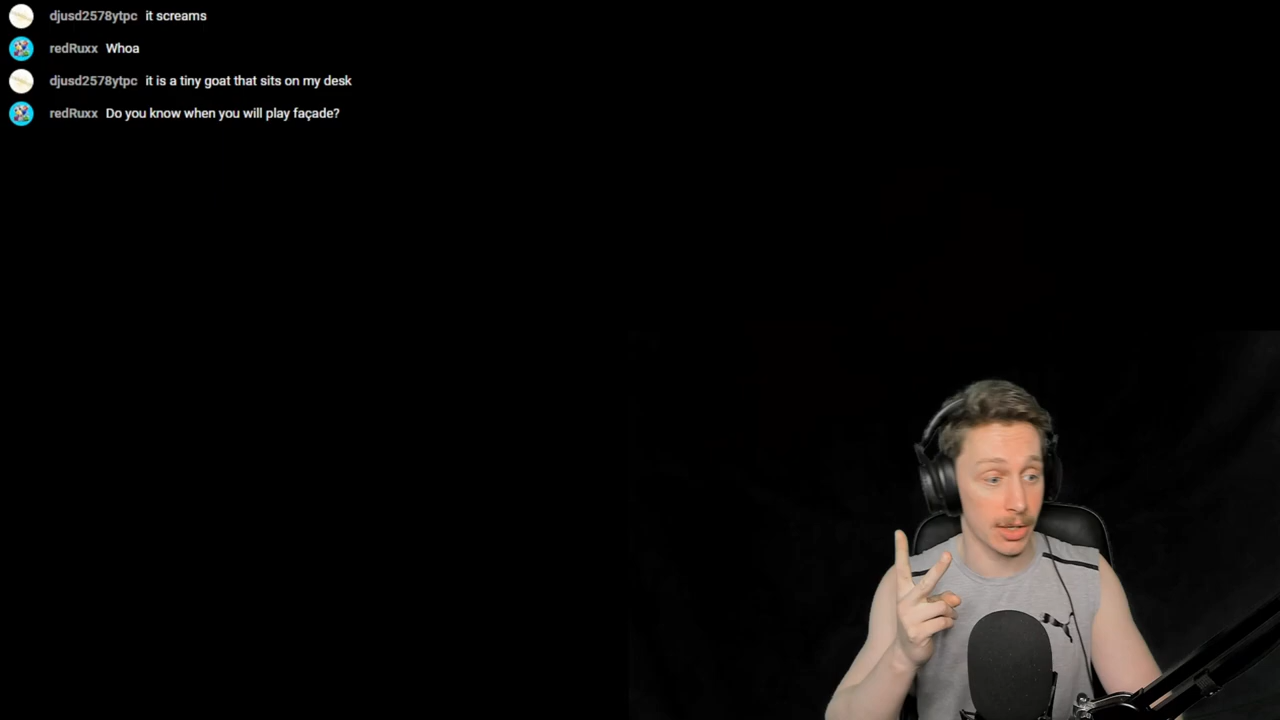 djusd2578ytpc it screams
redRuxx Whoa
djusd2578ytpc it is a tiny goat that sits on my desk
redRuxx Do you know when you will play façade?